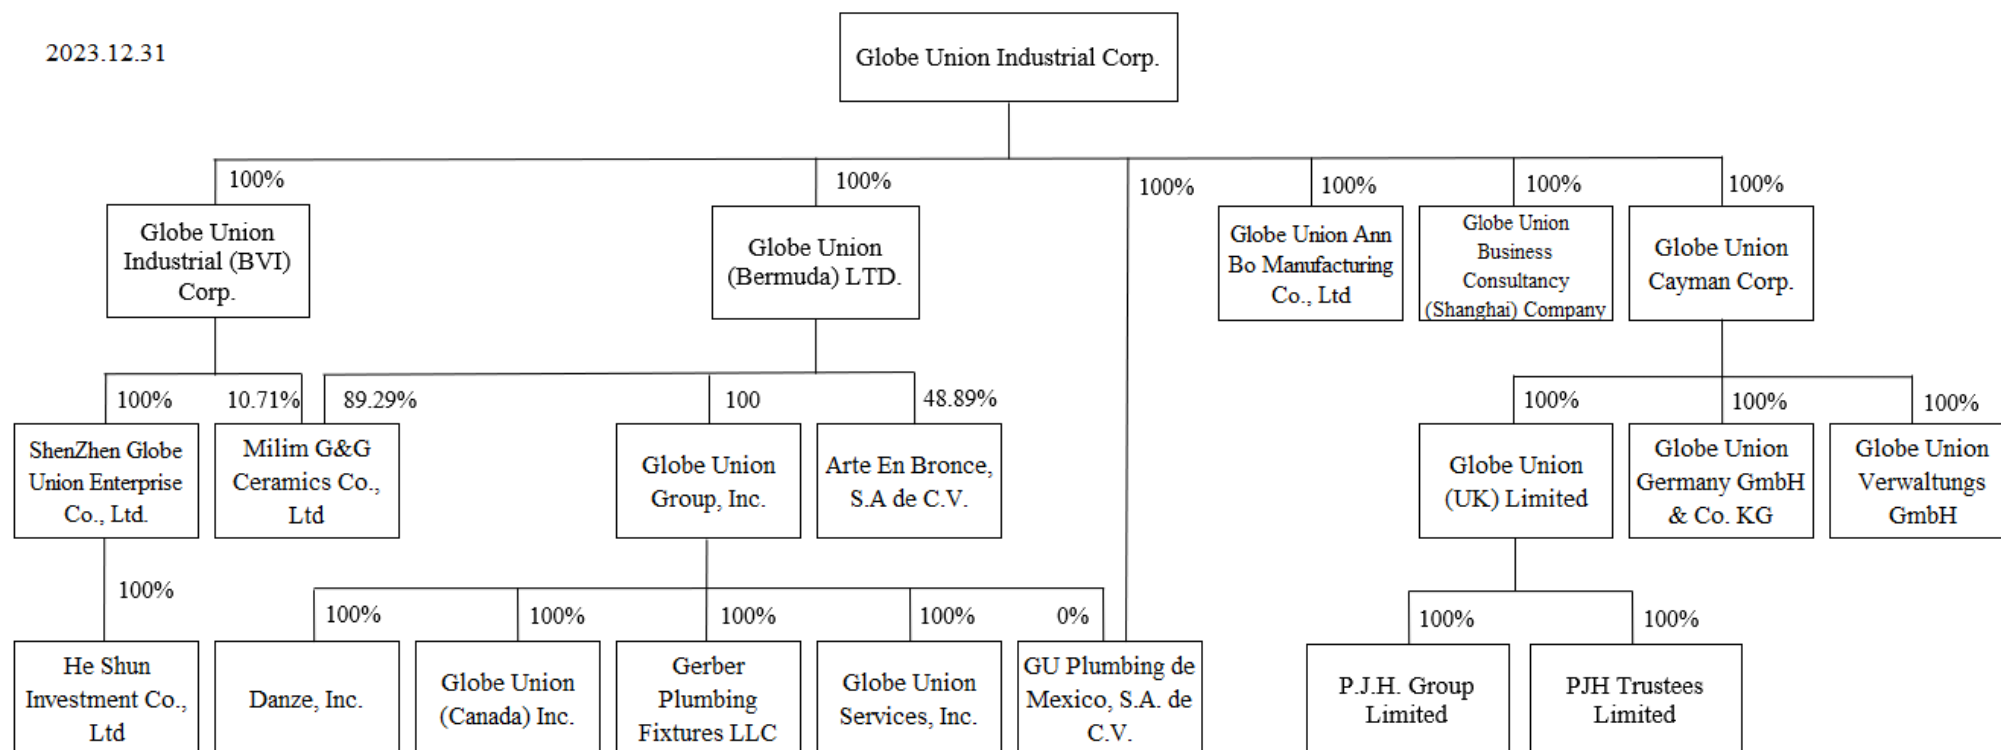 2023.12.31
Globe Union Industrial Corp.
100%
100%
100%
100%
100%
100%
Globe Union
Industrial (BVI)
Corp.
Globe Union
(Bermuda) LTD.
Globe Union Ann
Bo Manufacturing
Co., Ltd
Globe Union
Business
Consultancy
(Shanghai) Company
Globe Union
Cayman Corp.
100%
10.71%
89.29%
100
48.89%
100%
100%
100%
ShenZhen Globe
Union Enterprise
Co., Ltd.
Milim G&G
Ceramics Co.,
Ltd
Globe Union
Group, Inc.
Arte En Bronce,
S.A de C.V.
Globe Union
(UK) Limited
Globe Union
Germany GmbH
& Co. KG
Globe Union
Verwaltungs
GmbH
100%
100%
100%
100%
100%
0%
100%
100%
He Shun
Investment Co.,
Ltd
Danze, Inc.
Globe Union
(Canada) Inc.
Gerber
Plumbing
Fixtures LLC
Globe Union
Services, Inc.
GU Plumbing de
Mexico, S.A. de
C.V.
P.J.H. Group
Limited
PJH Trustees
Limited